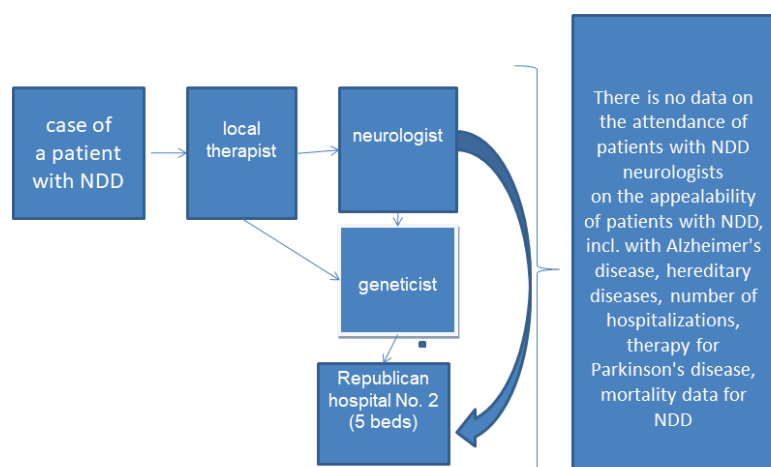 case of
a patient
with NDD
local
therapist
neurologist
geneticist
Republican
hospital No. 2
(5 beds)
There is no data on
the attendance of
patients with NDD
neurologists
on the appealability
of patients with NDD,
incl. with Alzheimer's
disease, hereditary
diseases, number of
hospitalizations,
therapy for
Parkinson's disease,
mortality data for
NDD